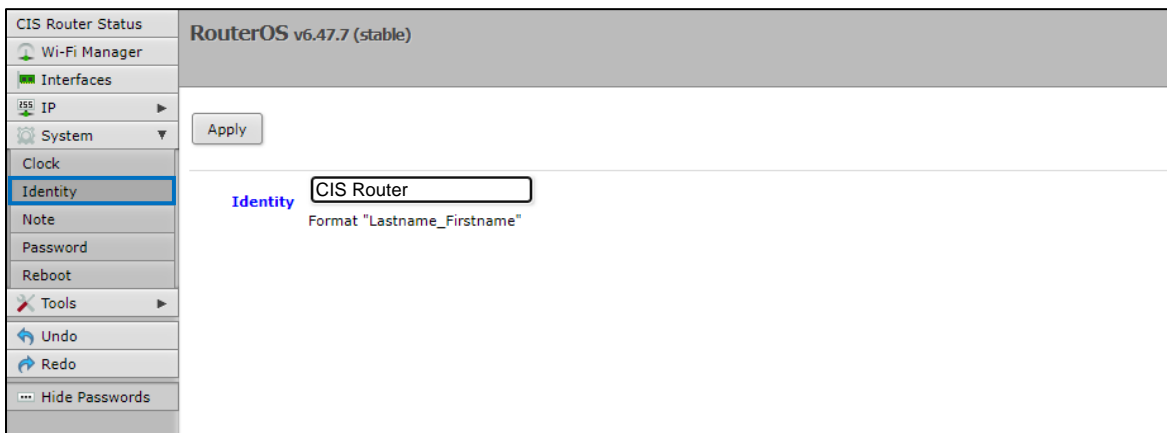 CIS Router Status
Wi-Fi Manager
Interfaces
255 IP
System
Clock
Identity
Note
Password
Reboot
Tools
Undo
Redo
Hide Passwords
RouterOS v6.47.7 (stable)
Apply
Identity CIS Router
Format "Lastname_Firstname"